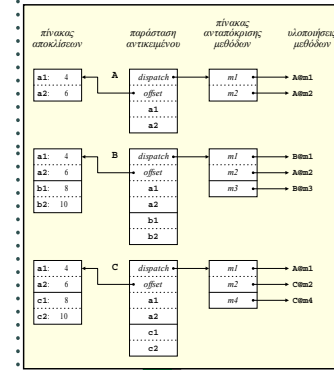 πίνακας αποκλίσεων
παράσταση αντικειμένου
πίνακας ανταπόκρισης μεθόδων
υλοποιήσεις μεθόδων
a1: 4
a2: 6
A
dispatch
offset
a1
a2
m1
m2
A@m1
A@m2
a1: 4
a2: 6
b1: 8
b2: 10
B
dispatch
offset
a1
a2
b1
b2
m1
m2
m3
B@m1
A@m2
B@m3
a1: 4
a2: 6
c1: 8
c2: 10
C
dispatch
offset
a1
a2
c1
c2
m1
m2
m4
A@m1
C@m2
C@m4